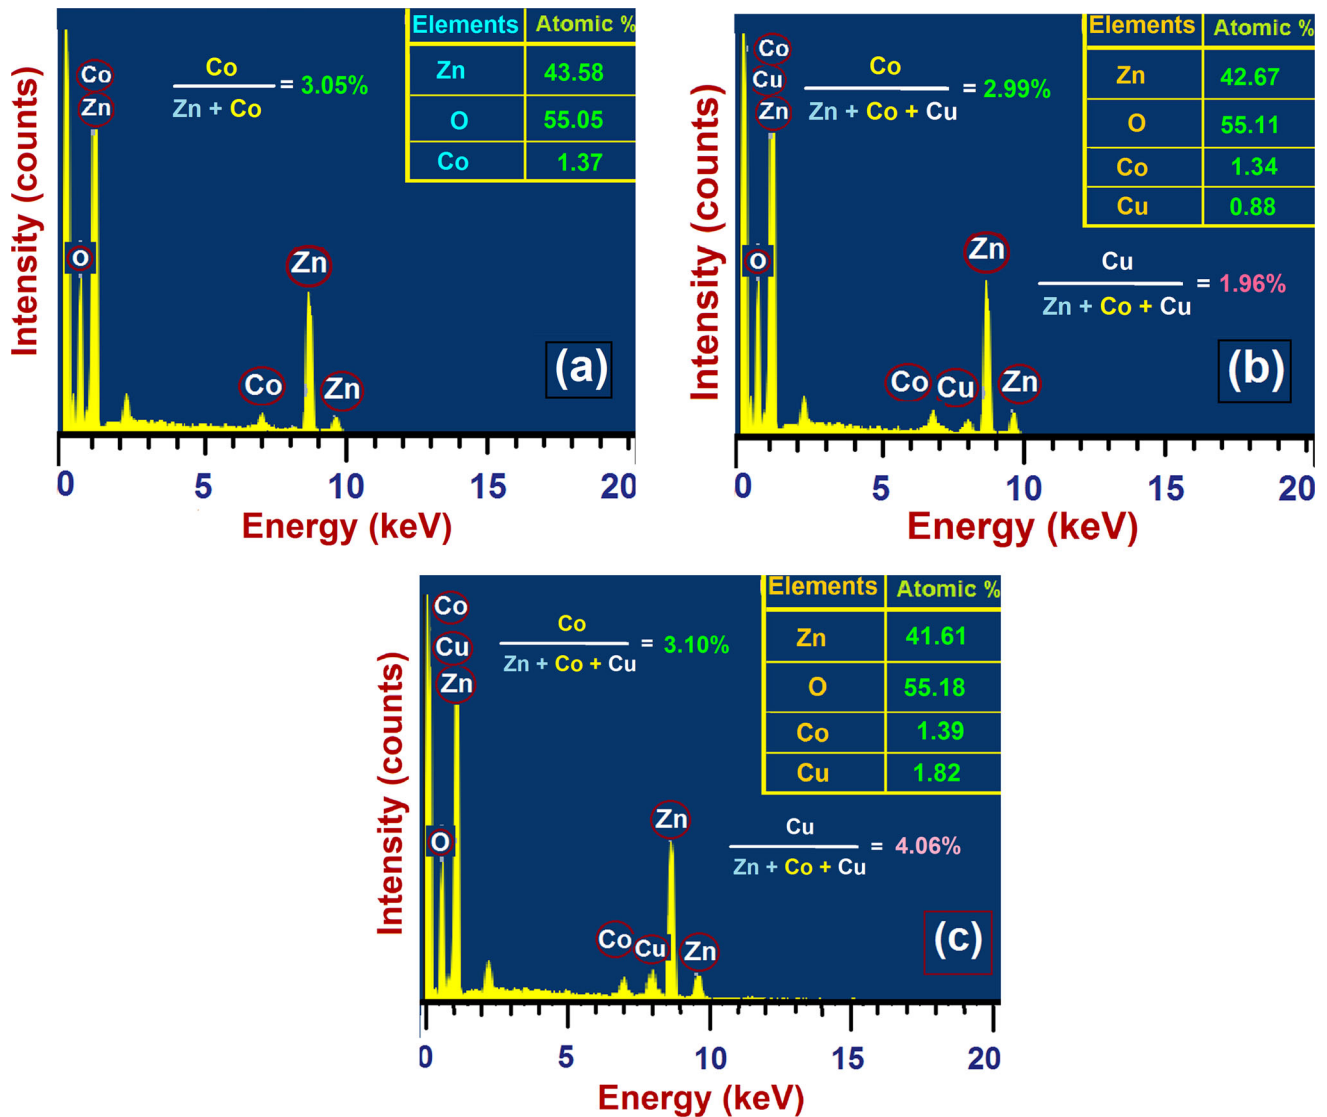 Intensity (counts)
Co
Zn
O
Co
Zn + Co
= 3.05%
Elements Atomic %
Zn 43.58
O 55.05
Co 1.37
Zn
Co
Zn
(a)
0 5 10 15 20
Energy (keV)
Intensity (counts)
Co
Cu
Zn
O
Co
Zn + Co + Cu
= 2.99%
Elements Atomic %
Zn 42.67
O 55.11
Co 1.34
Cu 0.88
Cu
Zn + Co + Cu
= 1.96%
Zn
Co Cu Zn
(b)
0 5 10 15 20
Energy (keV)
Intensity (counts)
Co
Cu
Zn
O
Co
Zn + Co + Cu
= 3.10%
Elements Atomic %
Zn 41.61
O 55.18
Co 1.39
Cu 1.82
Cu
Zn + Co + Cu
= 4.06%
Zn
Co Cu Zn
(c)
0 5 10 15 20
Energy (keV)